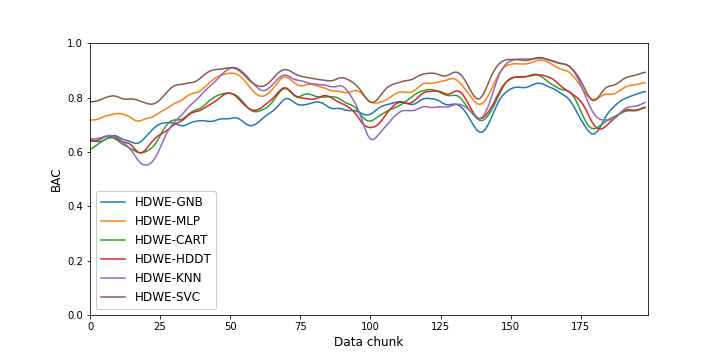 1.0
0.8
0.6
0.4
0.2
0.0
BAC
HDWE-GNB
HDWE-MLP
HDWE-CART
HDWE-HDDT
HDWE-KNN
HDWE-SVC
0 25 50 75 100 125 150 175
Data chunk